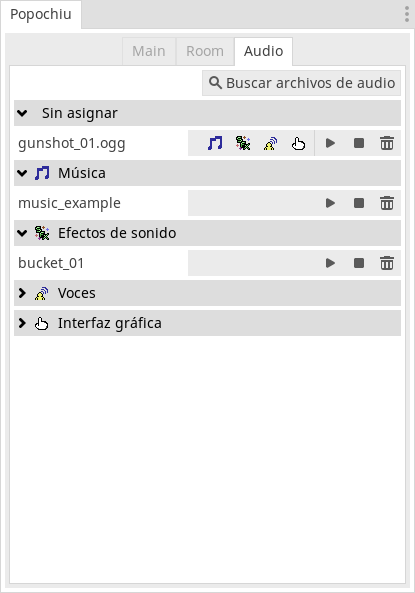 Popochiu
Main Room Audio
Buscar archivos de audio
Sin asignar
gunshot_01.ogg
Música
music_example
Efectos de sonido
bucket_01
Voces
Interfaz gráfica